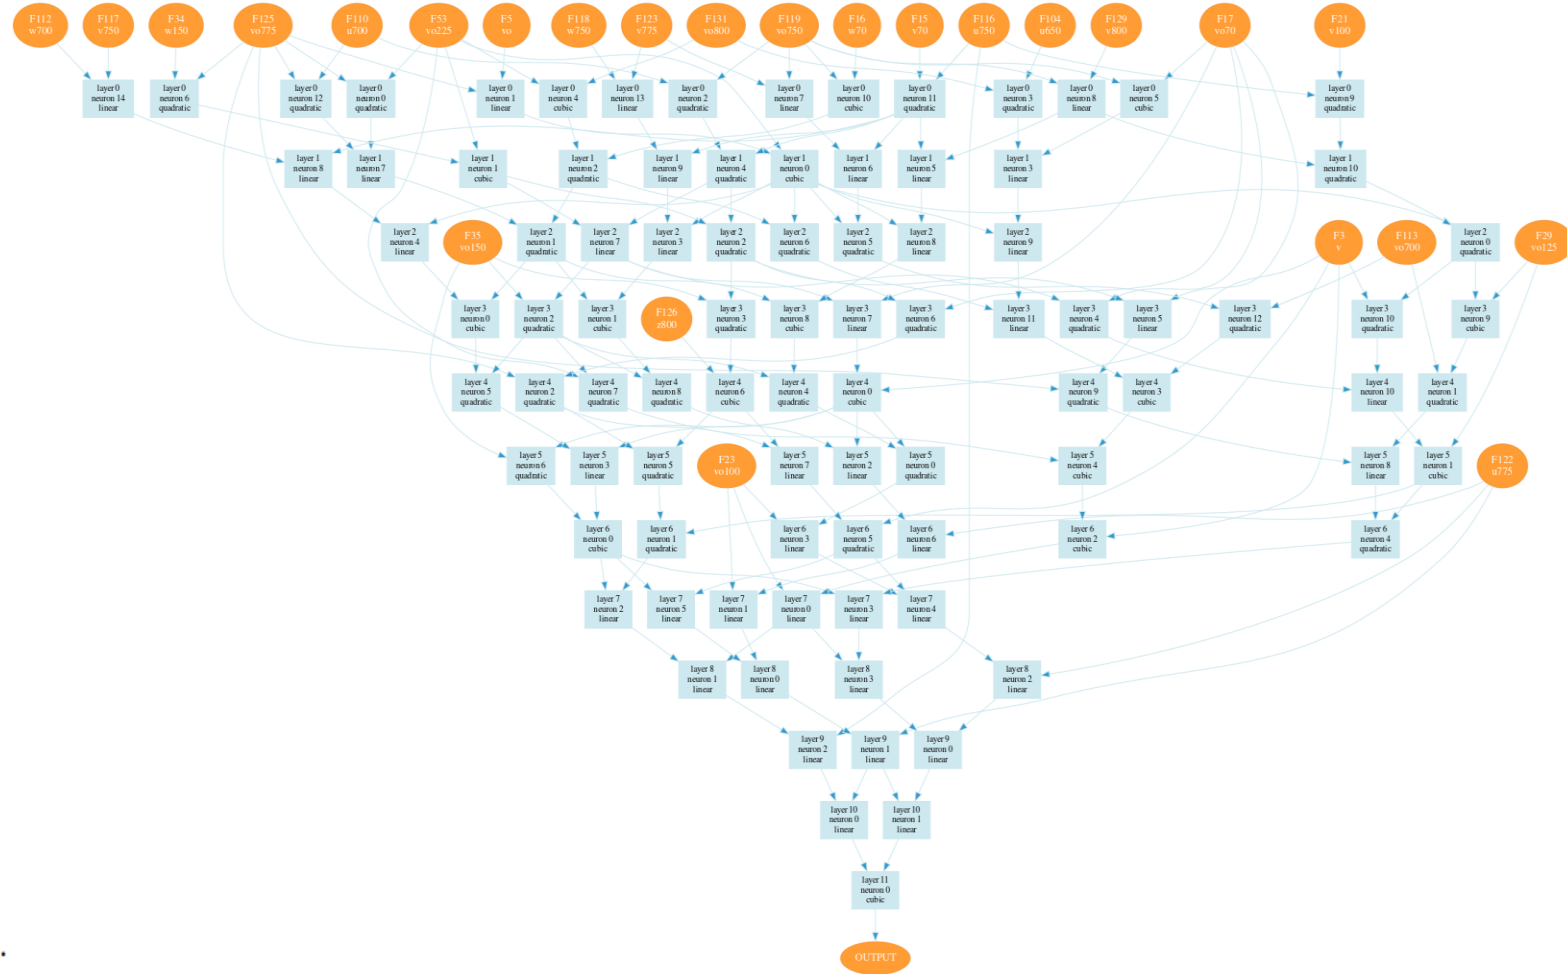 F112
w700
F117
v750
F34
w150
F125
vo775
F110
u700
F53
vo225
F5
vo
F118
w750
F123
v775
F131
vo800
F119
vo750
F16
w70
F15
v70
F116
u750
F104
u650
F129
v800
F17
vo70
F21
v100
layer 0
neuron 14
linear
layer 0
neuron 6
quadratic
layer 0
neuron 12
quadratic
layer 0
neuron 0
quadratic
layer 0
neuron 1
linear
layer 0
neuron 4
cubic
layer 0
neuron 13
linear
layer 0
neuron 2
quadratic
layer 0
neuron 7
linear
layer 0
neuron 10
cubic
layer 0
neuron 11
quadratic
layer 0
neuron 3
quadratic
layer 0
neuron 8
linear
layer 0
neuron 5
cubic
layer 0
neuron 9
quadratic
layer 1
neuron 8
linear
layer 1
neuron 7
linear
layer 1
neuron 1
cubic
layer 1
neuron 2
quadratic
layer 1
neuron 9
linear
layer 1
neuron 4
quadratic
layer 1
neuron 0
cubic
layer 1
neuron 6
linear
layer 1
neuron 5
linear
layer 1
neuron 3
linear
layer 1
neuron 10
quadratic
layer 2
neuron 4
linear
F35
vo150
layer 2
neuron 1
quadratic
layer 2
neuron 7
linear
layer 2
neuron 3
linear
layer 2
neuron 2
quadratic
layer 2
neuron 6
quadratic
layer 2
neuron 5
quadratic
layer 2
neuron 8
linear
layer 2
neuron 9
linear
F3
v
F113
vo700
layer 2
neuron 0
quadratic
F29
vo125
layer 3
neuron 0
cubic
layer 3
neuron 2
quadratic
layer 3
neuron 1
cubic
F126
z800
layer 3
neuron 3
quadratic
layer 3
neuron 8
cubic
layer 3
neuron 7
linear
layer 3
neuron 6
quadratic
layer 3
neuron 11
linear
layer 3
neuron 4
quadratic
layer 3
neuron 5
linear
layer 3
neuron 12
quadratic
layer 3
neuron 10
quadratic
layer 3
neuron 9
cubic
layer 4
neuron 5
quadratic
layer 4
neuron 2
quadratic
layer 4
neuron 7
quadratic
layer 4
neuron 8
quadratic
layer 4
neuron 6
cubic
layer 4
neuron 4
quadratic
layer 4
neuron 0
cubic
layer 4
neuron 9
quadratic
layer 4
neuron 3
cubic
layer 4
neuron 10
linear
layer 4
neuron 1
quadratic
layer 5
neuron 6
quadratic
layer 5
neuron 3
linear
layer 5
neuron 5
quadratic
F23
vo100
layer 5
neuron 7
linear
layer 5
neuron 2
linear
layer 5
neuron 0
quadratic
layer 5
neuron 4
cubic
layer 5
neuron 8
linear
layer 5
neuron 1
cubic
F122
u775
layer 6
neuron 0
cubic
layer 6
neuron 1
quadratic
layer 6
neuron 3
linear
layer 6
neuron 5
quadratic
layer 6
neuron 6
linear
layer 6
neuron 2
cubic
layer 6
neuron 4
quadratic
layer 7
neuron 2
linear
layer 7
neuron 5
linear
layer 7
neuron 1
linear
layer 7
neuron 0
linear
layer 7
neuron 3
linear
layer 7
neuron 4
linear
layer 8
neuron 1
linear
layer 8
neuron 0
linear
layer 8
neuron 3
linear
layer 8
neuron 2
linear
layer 9
neuron 2
linear
layer 9
neuron 1
linear
layer 9
neuron 0
linear
layer 10
neuron 0
linear
layer 10
neuron 1
linear
layer 11
neuron 0
cubic
OUTPUT